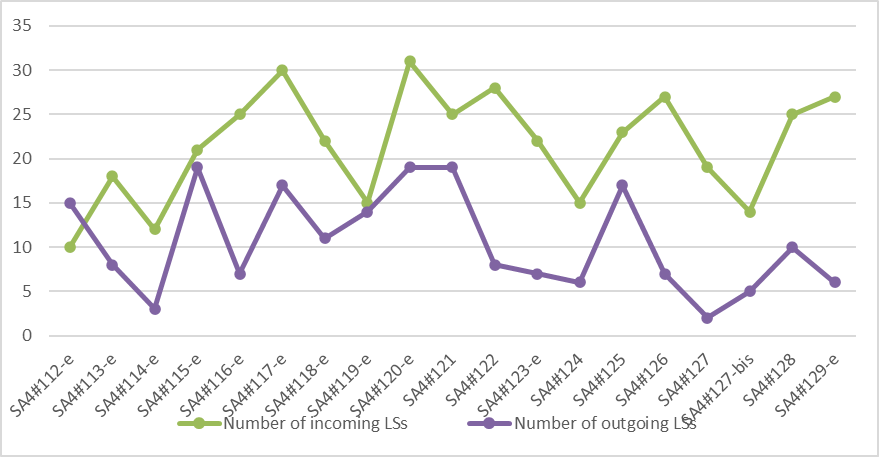 35
30
25
20
15
10
5
0
SA4#112-e
SA4#113-e
SA4#114-e
SA4#115-e
SA4#116-e
SA4#117-e
SA4#118-e
SA4#119-e
SA4#120-e
SA4#121
SA4#122
SA4#123-e
SA4#124
SA4#125
SA4#126
SA4#127
SA4#127-bis
SA4#128
SA4#129-e
Number of incoming LSs
Number of outgoing LSs